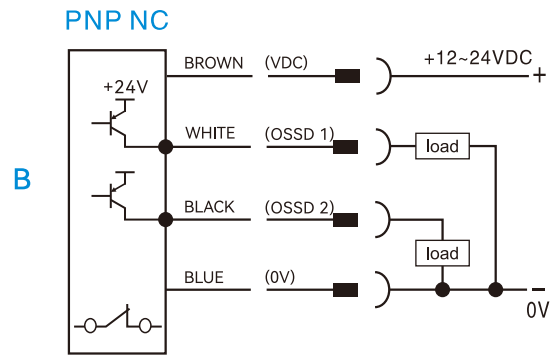 PNP NC
BROWN (VDC) +12~24VDC
+
+24V
WHITE (OSSD 1) load
B
BLACK (OSSD 2)
load
BLUE (0V) −
0V